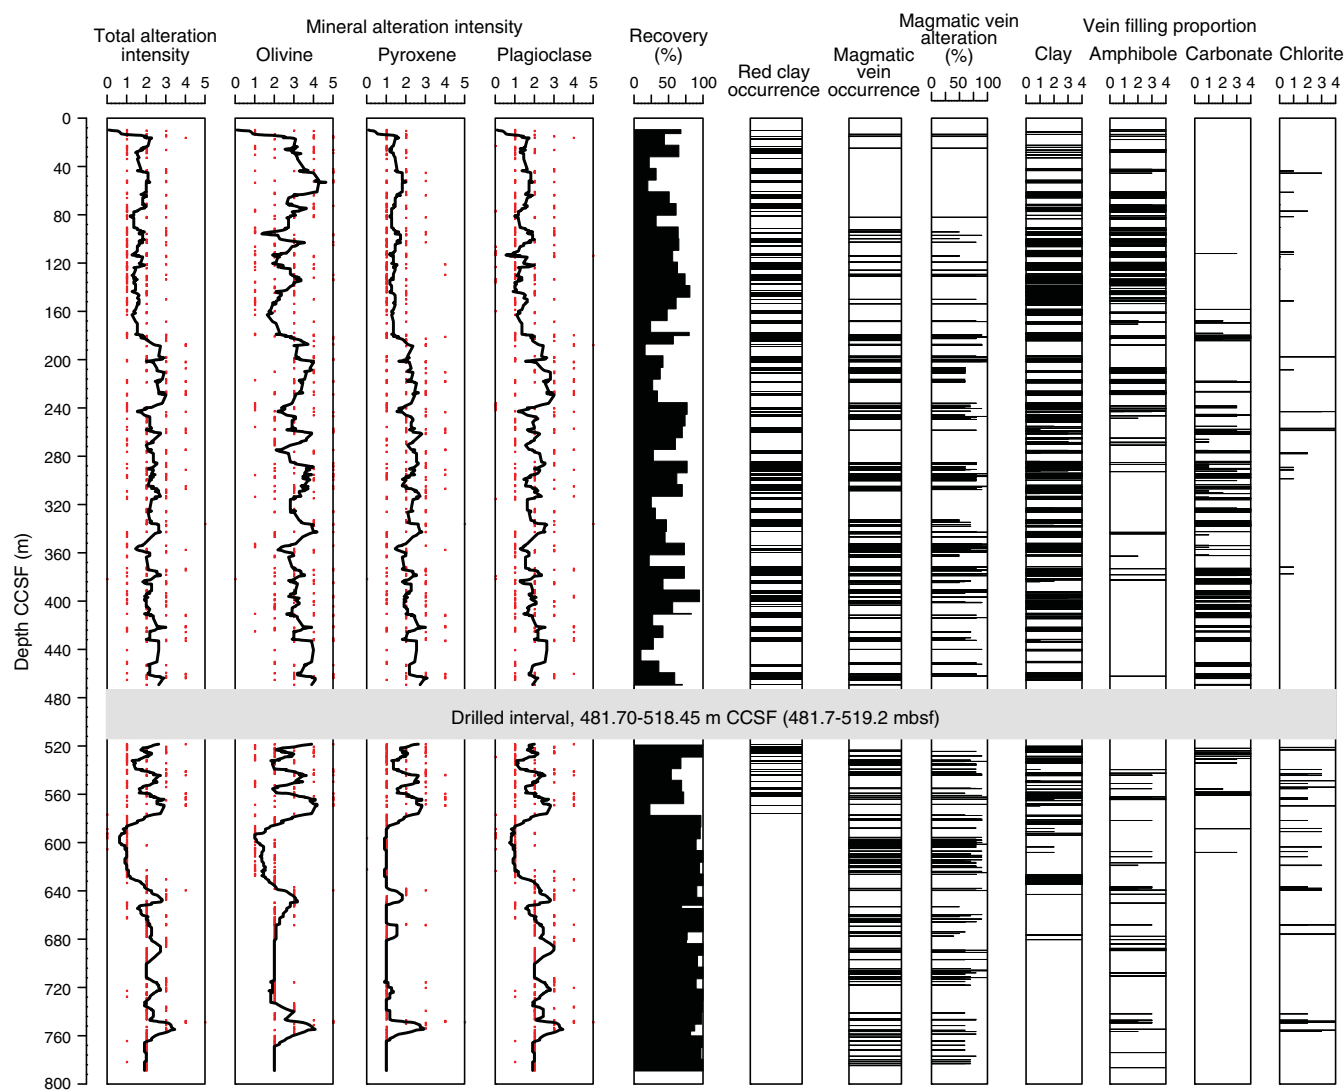 Mineral alteration intensity
Total alteration
intensity
Olivine
Pyroxene
Plagioclase
Recovery
(%)
Red clay
occurrence
Magmatic
vein
occurrence
Magmatic vein
alteration
(%)
Vein filling proportion
Clay
Amphibole
Carbonate
Chlorite
0 1 2 3 4 5
0 1 2 3 4 5
0 1 2 3 4 5
0 1 2 3 4 5
0 50 100
0 50 100
0 1 2 3 4
0 1 2 3 4
0 1 2 3 4
0 1 2 3 4
Depth CCSF (m)
0
40
80
120
160
200
240
280
320
360
400
440
480
520
560
600
640
680
720
760
800
Drilled interval, 481.70-518.45 m CCSF (481.7-519.2 mbsf)